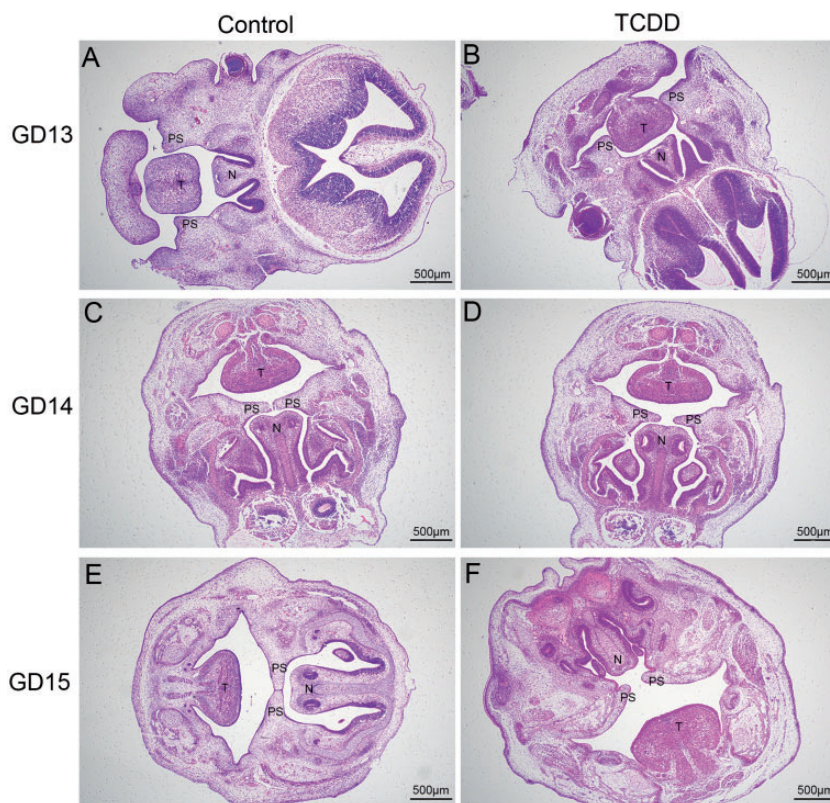 Control
TCDD
GD13
A
PS
T
N
PS
500μm
B
PS
T
PS
N
500μm
GD14
C
T
PS
PS
N
500μm
D
T
PS
PS
N
500μm
GD15
E
T
PS
N
PS
500μm
F
N
PS
PS
T
500μm